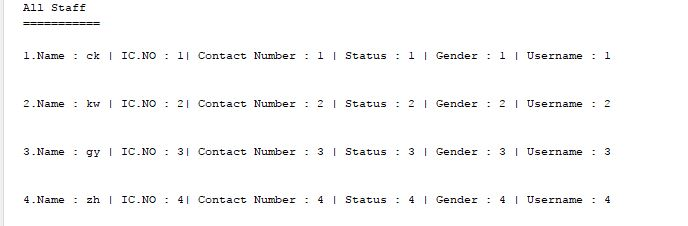 All Staff
===========
1.Name : ck | IC.NO : 1| Contact Number : 1 | Status : 1 | Gender : 1 | Username : 1
2.Name : kw | IC.NO : 2| Contact Number : 2 | Status : 2 | Gender : 2 | Username : 2
3.Name : gy | IC.NO : 3| Contact Number : 3 | Status : 3 | Gender : 3 | Username : 3
4.Name : zh | IC.NO : 4| Contact Number : 4 | Status : 4 | Gender : 4 | Username : 4